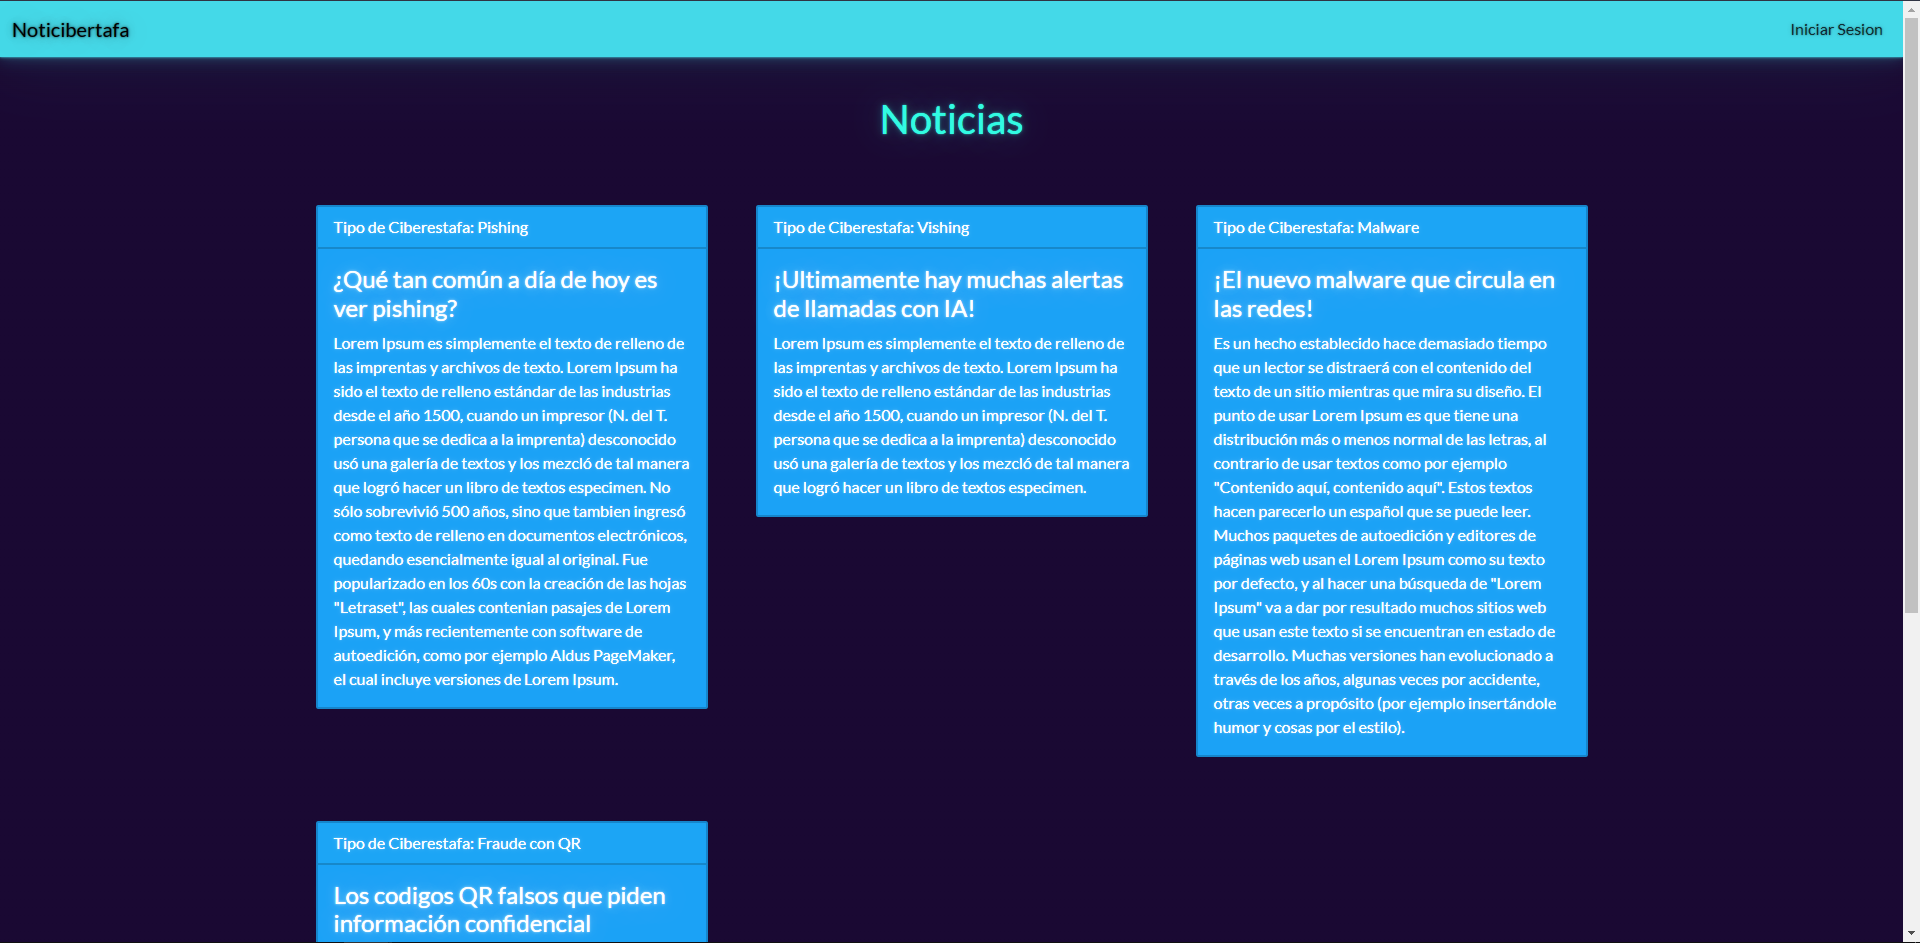 Noticibertafa
Iniciar Sesion
Noticias
Tipo de Ciberestafa: Pishing
¿Qué tan común a día de hoy es
ver pishing?
Lorem Ipsum es simplemente el texto de relleno de
las imprentas y archivos de texto. Lorem Ipsum ha
sido el texto de relleno estándar de las industrias
desde el año 1500, cuando un impresor (N. del T.
persona que se dedica a la imprenta) desconocido
usó una galería de textos y los mezcló de tal manera
que logró hacer un libro de textos especimen. No
sólo sobrevivió 500 años, sino que tambien ingresó
como texto de relleno en documentos electrónicos,
quedando esencialmente igual al original. Fue
popularizado en los 60s con la creación de las hojas
"Letraset", las cuales contenian pasajes de Lorem
Ipsum, y más recientemente con software de
autoedición, como por ejemplo Aldus PageMaker,
el cual incluye versiones de Lorem Ipsum.
Tipo de Ciberestafa: Vishing
¡Ultimamente hay muchas alertas
de llamadas con IA!
Lorem Ipsum es simplemente el texto de relleno de
las imprentas y archivos de texto. Lorem Ipsum ha
sido el texto de relleno estándar de las industrias
desde el año 1500, cuando un impresor (N. del T.
persona que se dedica a la imprenta) desconocido
usó una galería de textos y los mezcló de tal manera
que logró hacer un libro de textos especimen.
Tipo de Ciberestafa: Malware
¡El nuevo malware que circula en
las redes!
Es un hecho establecido hace demasiado tiempo
que un lector se distraerá con el contenido del
texto de un sitio mientras que mira su diseño. El
punto de usar Lorem Ipsum es que tiene una
distribución más o menos normal de las letras, al
contrario de usar textos como por ejemplo
"Contenido aquí, contenido aquí". Estos textos
hacen parecerlo un español que se puede leer.
Muchos paquetes de autoedición y editores de
páginas web usan el Lorem Ipsum como su texto
por defecto, y al hacer una búsqueda de "Lorem
Ipsum" va a dar por resultado muchos sitios web
que usan este texto si se encuentran en estado de
desarrollo. Muchas versiones han evolucionado a
través de los años, algunas veces por accidente,
otras veces a propósito (por ejemplo insertándole
humor y cosas por el estilo).
Tipo de Ciberestafa: Fraude con QR
Los codigos QR falsos que piden
información confidencial